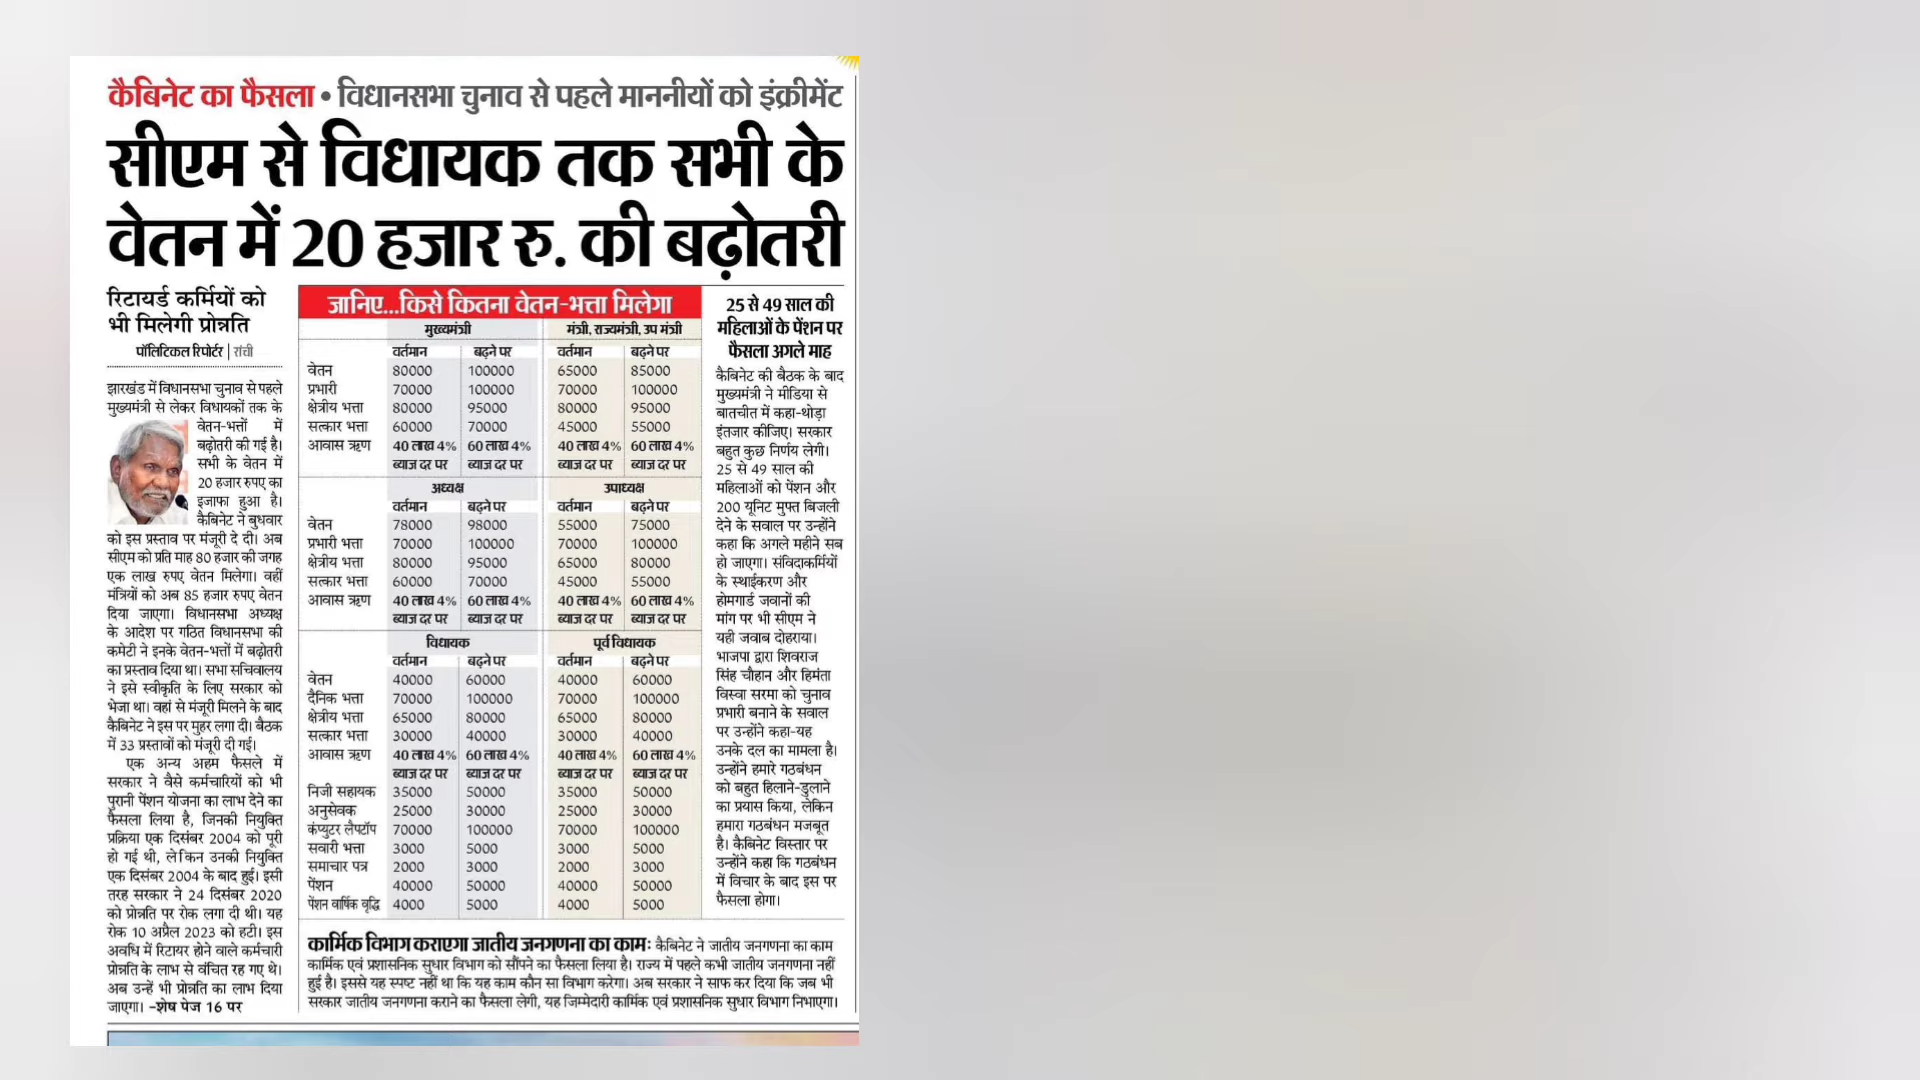 कैबिनेट का फैसला • विधानसभा चुनाव से पहले माननीयों को इंक्रीमेंट
सीएम से विधायक तक सभी के
वेतन में 20 हजार रु. की बढ़ोतरी
रिटायर्ड कर्मियों को
भी मिलेगी प्रोन्नति
पॉलिटिकल रिपोर्टर | रांची
झारखंड में विधानसभा चुनाव से पहले
मुख्यमंत्री से लेकर विधायकों तक के
वेतन-भत्तों में
बढ़ोतरी की गई है।
सभी के वेतन में
20 हजार रुपए का
इजाफा हुआ है।
कैबिनेट ने बुधवार
को इस प्रस्ताव पर मंजूरी दे दी। अब
सीएम को प्रति माह 80 हजार की जगह
एक लाख रुपए वेतन मिलेगा। वहीं
मंत्रियों को अब 85 हजार रुपए वेतन
दिया जाएगा। विधानसभा अध्यक्ष
के आदेश पर गठित विधानसभा की
कमेटी ने इनके वेतन-भत्तों में बढ़ोतरी
का प्रस्ताव दिया था। सभा सचिवालय
ने इसे स्वीकृति के लिए सरकार को
भेजा था। वहां से मंजूरी मिलने के बाद
कैबिनेट ने इस पर मुहर लगा दी। बैठक
में 33 प्रस्तावों को मंजूरी दी गई।
एक अन्य अहम फैसले में
सरकार ने वैसे कर्मचारियों को भी
पुरानी पेंशन योजना का लाभ देने का
फैसला लिया है, जिनकी नियुक्ति
प्रक्रिया एक दिसंबर 2004 को पूरी
हो गई थी, लेकिन उनकी नियुक्ति
एक दिसंबर 2004 के बाद हुई। इसी
तरह सरकार ने 24 दिसंबर 2020
को प्रोन्नति पर रोक लगा दी थी। यह
रोक 10 अप्रैल 2023 को हटी। इस
अवधि में रिटायर होने वाले कर्मचारी
प्रोन्नति के लाभ से वंचित रह गए थे।
अब उन्हें भी प्रोन्नति का लाभ दिया
जाएगा। -शेष पेज 16 पर
जानिए...किसे कितना वेतन-भत्ता मिलेगा
मुख्यमंत्री मंत्री, राज्यमंत्री, उप मंत्री
वर्तमान बढ़ने पर वर्तमान बढ़ने पर
वेतन 80000 100000 65000 85000
प्रभारी 70000 100000 70000 100000
क्षेत्रीय भत्ता 80000 95000 80000 95000
सत्कार भत्ता 60000 70000 45000 55000
आवास ऋण 40 लाख 4% 60 लाख 4% 40 लाख 4% 60 लाख 4%
ब्याज दर पर ब्याज दर पर ब्याज दर पर ब्याज दर पर
अध्यक्ष उपाध्यक्ष
वर्तमान बढ़ने पर वर्तमान बढ़ने पर
वेतन 78000 98000 55000 75000
प्रभारी भत्ता 70000 100000 70000 100000
क्षेत्रीय भत्ता 80000 95000 65000 80000
सत्कार भत्ता 60000 70000 45000 55000
आवास ऋण 40 लाख 4% 60 लाख 4% 40 लाख 4% 60 लाख 4%
ब्याज दर पर ब्याज दर पर ब्याज दर पर ब्याज दर पर
विधायक पूर्व विधायक
वर्तमान बढ़ने पर वर्तमान बढ़ने पर
वेतन 40000 60000 40000 60000
दैनिक भत्ता 70000 100000 70000 100000
क्षेत्रीय भत्ता 65000 80000 65000 80000
सत्कार भत्ता 30000 40000 30000 40000
आवास ऋण 40 लाख 4% 60 लाख 4% 40 लाख 4% 60 लाख 4%
ब्याज दर पर ब्याज दर पर ब्याज दर पर ब्याज दर पर
निजी सहायक 35000 50000 35000 50000
अनुसेवक 25000 30000 25000 30000
कंप्युटर लैपटॉप 70000 100000 70000 100000
सवारी भत्ता 3000 5000 3000 5000
समाचार पत्र 2000 3000 2000 3000
पेंशन 40000 50000 40000 50000
पेंशन वार्षिक वृद्धि 4000 5000 4000 5000
25 से 49 साल की
महिलाओं के पेंशन पर
फैसला अगले माह
कैबिनेट की बैठक के बाद
मुख्यमंत्री ने मीडिया से
बातचीत में कहा-थोड़ा
इंतजार कीजिए। सरकार
बहुत कुछ निर्णय लेगी।
25 से 49 साल की
महिलाओं को पेंशन और
200 यूनिट मुफ्त बिजली
देने के सवाल पर उन्होंने
कहा कि अगले महीने सब
हो जाएगा। संविदाकर्मियों
के स्थाईकरण और
होमगार्ड जवानों की
मांग पर भी सीएम ने
यही जवाब दोहराया।
भाजपा द्वारा शिवराज
सिंह चौहान और हिमंता
विस्वा सरमा को चुनाव
प्रभारी बनाने के सवाल
पर उन्होंने कहा-यह
उनके दल का मामला है।
उन्होंने हमारे गठबंधन
को बहुत हिलाने-डुलाने
का प्रयास किया, लेकिन
हमारा गठबंधन मजबूत
है। कैबिनेट विस्तार पर
उन्होंने कहा कि गठबंधन
में विचार के बाद इस पर
फैसला होगा।
कार्मिक विभाग कराएगा जातीय जनगणना का काम: कैबिनेट ने जातीय जनगणना का काम
कार्मिक एवं प्रशासनिक सुधार विभाग को सौंपने का फैसला लिया है। राज्य में पहले कभी जातीय जनगणना नहीं
हुई है। इससे यह स्पष्ट नहीं था कि यह काम कौन सा विभाग करेगा। अब सरकार ने साफ कर दिया कि जब भी
सरकार जातीय जनगणना कराने का फैसला लेगी, यह जिम्मेदारी कार्मिक एवं प्रशासनिक सुधार विभाग निभाएगा।